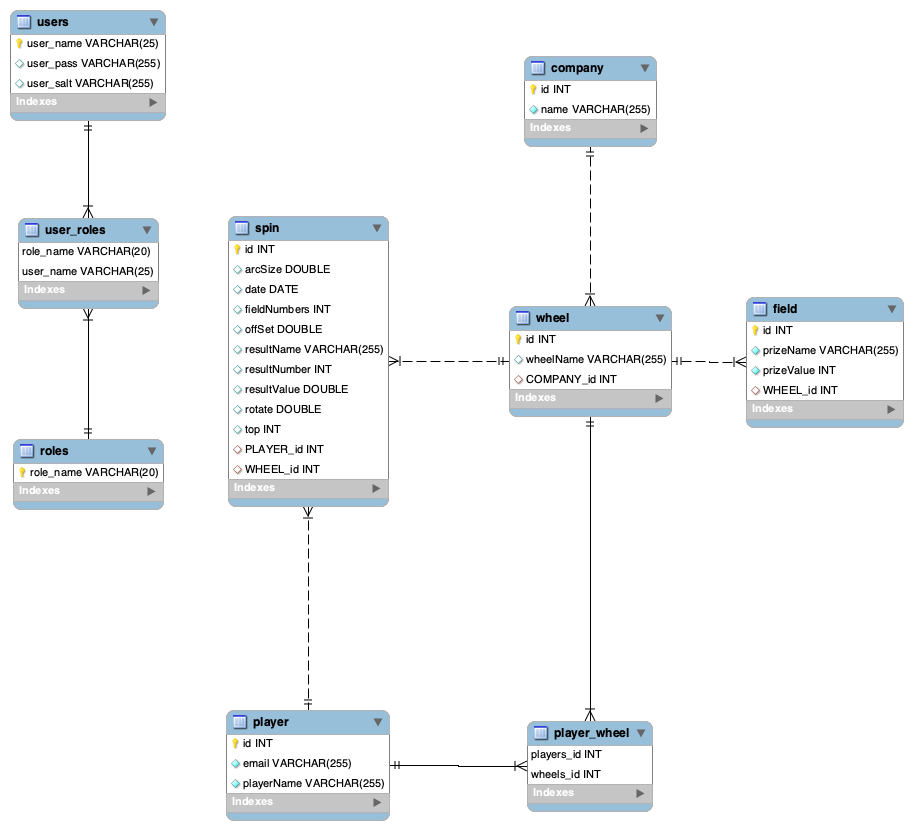 users
user_name VARCHAR(25)
user_pass VARCHAR(255)
user_salt VARCHAR(255)
Indexes
user_roles
role_name VARCHAR(20)
user_name VARCHAR(25)
Indexes
roles
role_name VARCHAR(20)
Indexes
spin
id INT
arcSize DOUBLE
date DATE
fieldNumbers INT
offSet DOUBLE
resultName VARCHAR(255)
resultNumber INT
resultValue DOUBLE
rotate DOUBLE
top INT
PLAYER_id INT
WHEEL_id INT
Indexes
player
id INT
email VARCHAR(255)
playerName VARCHAR(255)
Indexes
company
id INT
name VARCHAR(255)
Indexes
wheel
id INT
wheelName VARCHAR(255)
COMPANY_id INT
Indexes
player_wheel
players_id INT
wheels_id INT
Indexes
field
id INT
prizeName VARCHAR(255)
prizeValue INT
WHEEL_id INT
Indexes